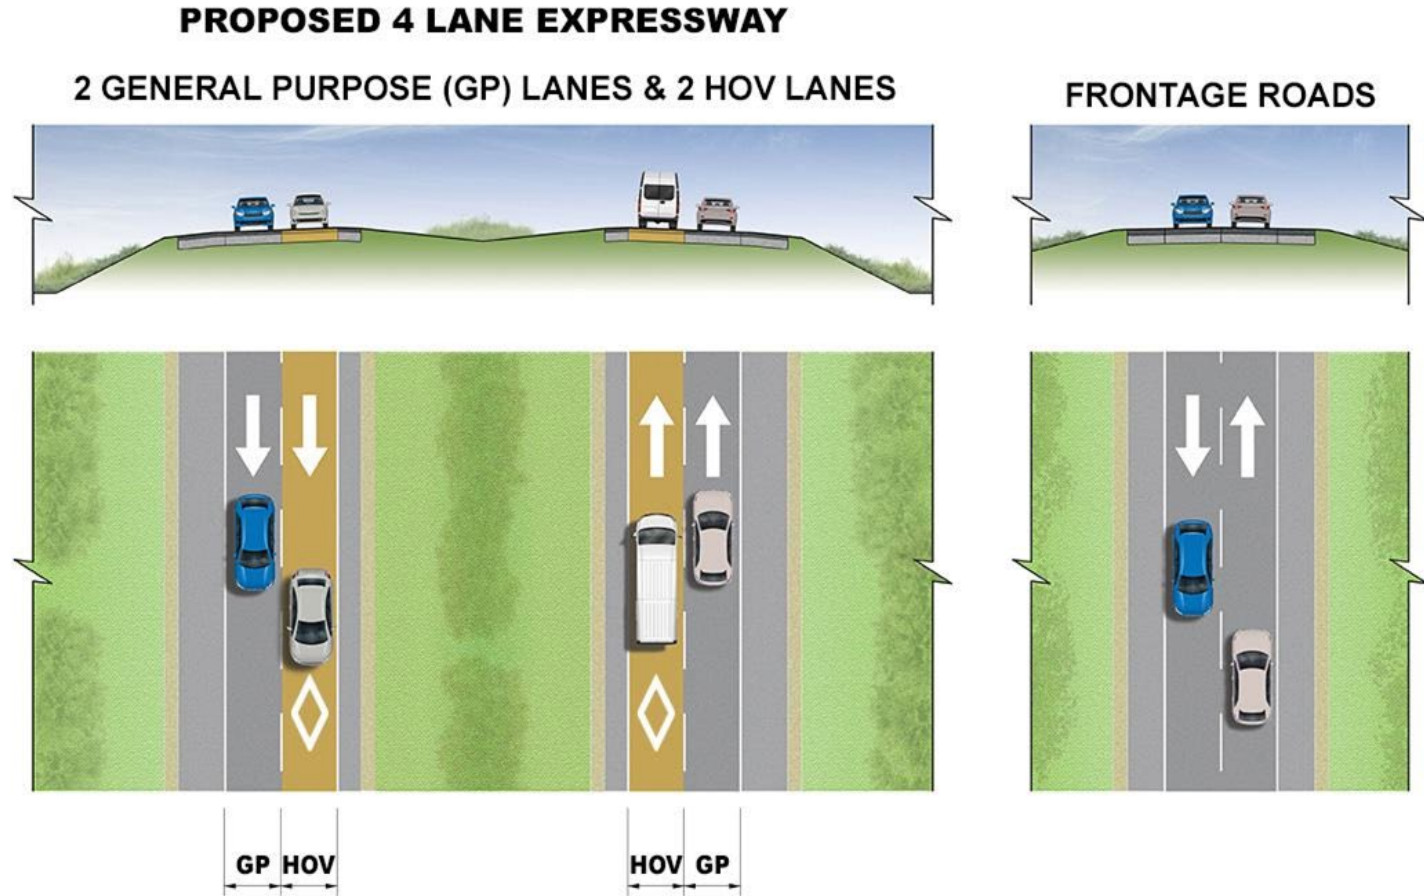 PROPOSED 4 LANE EXPRESSWAY
2 GENERAL PURPOSE (GP) LANES & 2 HOV LANES
FRONTAGE ROADS
GP HOV
HOV GP